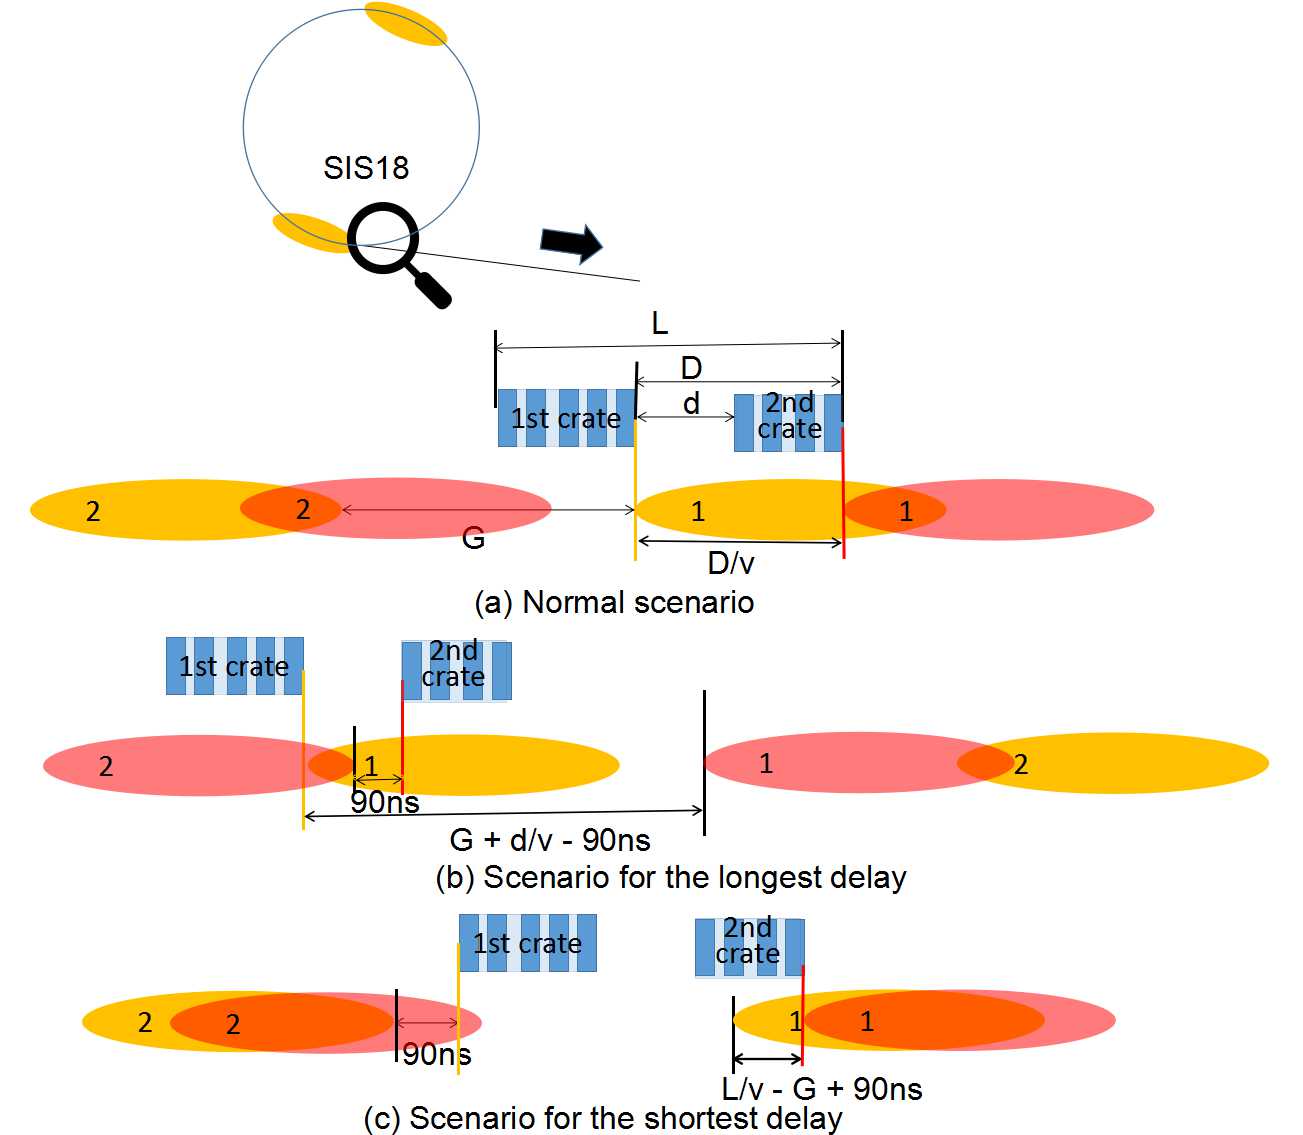 SIS18
L
D
d
1st crate
2nd
crate
2
2
1
1
G
D/v
(a) Normal scenario
1st crate
2nd
crate
2
1
1
2
90ns
G + d/v - 90ns
(b) Scenario for the longest delay
1st crate
2nd
crate
2
2
1
1
90ns
L/v - G + 90ns
(c) Scenario for the shortest delay